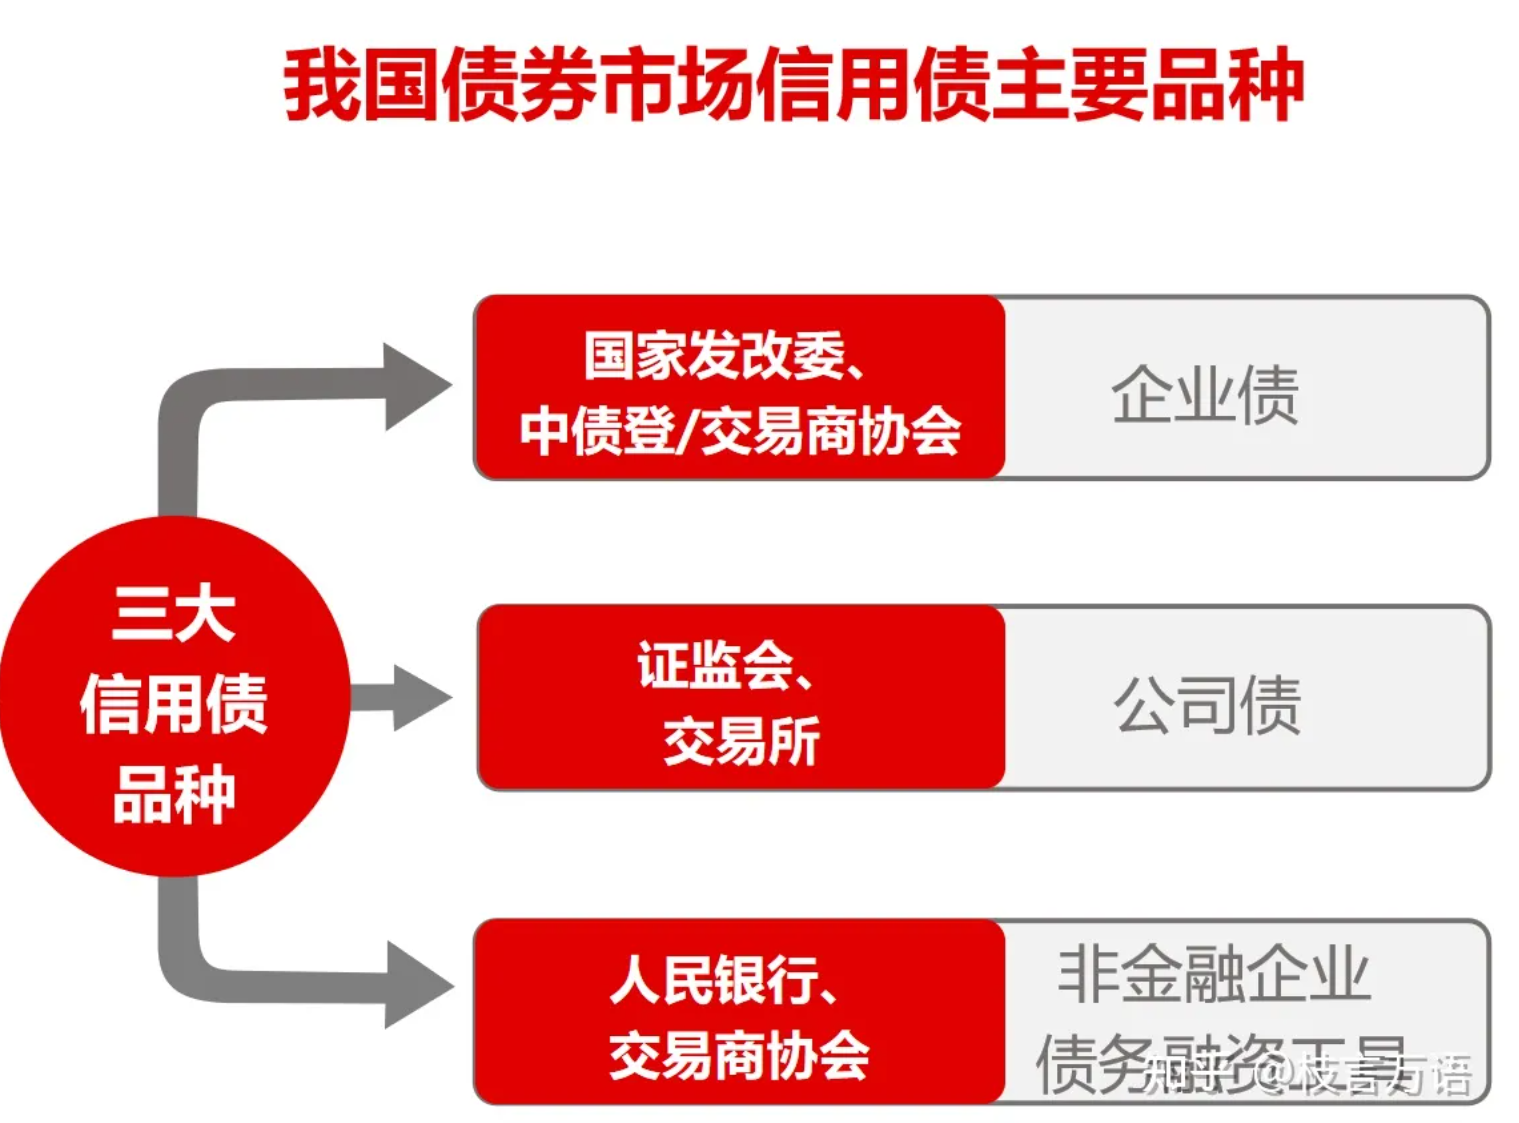 我国债券市场信用债主要品种
国家发改委、
中债登/交易商协会
企业债
三大
信用债
品种
证监会、
交易所
公司债
人民银行、
交易商协会
非金融企业
债务融资工具
知乎 @枝言万语